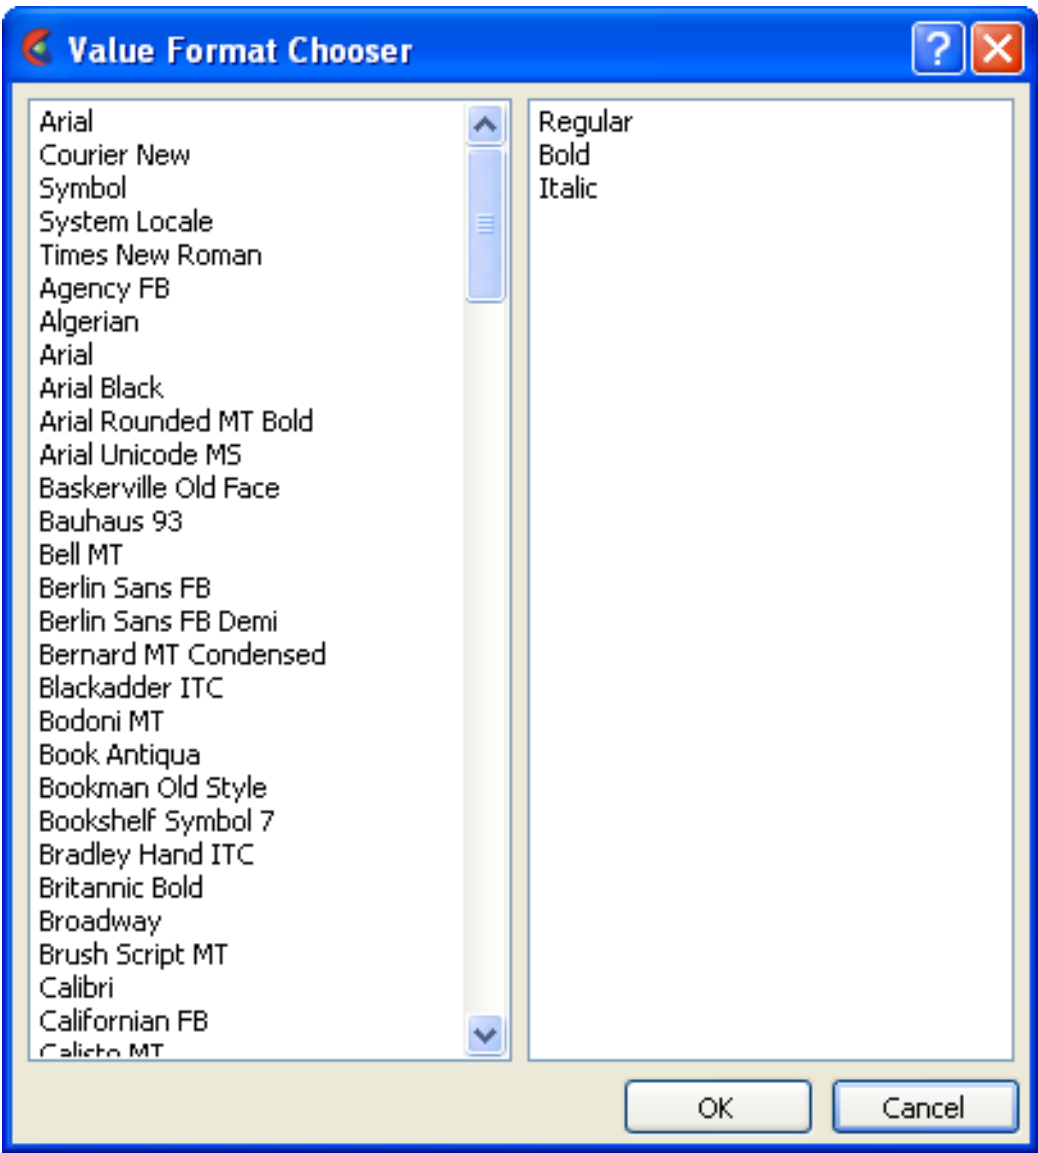 Value Format Chooser
?
Arial
Courier New
Symbol
System Locale
Times New Roman
Agency FB
Algerian
Arial
Arial Black
Arial Rounded MT Bold
Arial Unicode MS
Baskerville Old Face
Bauhaus 93
Bell MT
Berlin Sans FB
Berlin Sans FB Demi
Bernard MT Condensed
Blackadder ITC
Bodoni MT
Book Antiqua
Bookman Old Style
Bookshelf Symbol 7
Bradley Hand ITC
Britannic Bold
Broadway
Brush Script MT
Calibri
Californian FB
Calisto MT
Regular
Bold
Italic
OK
Cancel